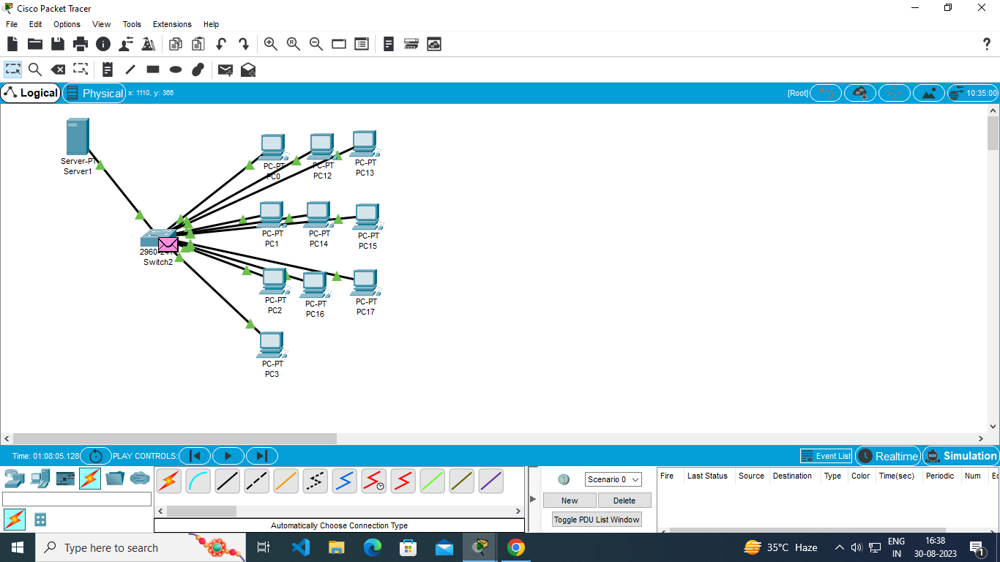 Cisco Packet Tracer
File Edit Options View Tools Extensions Help
?
Logical Physical x: 1110, y: 366 [Root] 10:35:00
Server-PT
Server1
PC-PT
PC0
PC-PT
PC12
PC-PT
PC13
PC-PT
PC1
PC-PT
PC14
PC-PT
PC15
Switch2
PC-PT
PC2
PC-PT
PC16
PC-PT
PC17
PC-PT
PC3
Time: 01:08:05.128 PLAY CONTROLS: Event List Realtime Simulation
Scenario 0
Fire Last Status Source Destination Type Color Time(sec) Periodic Num
New Delete
Toggle PDU List Window
Automatically Choose Connection Type
Type here to search
35°C Haze
ENG
IN
16:38
30-08-2023
1